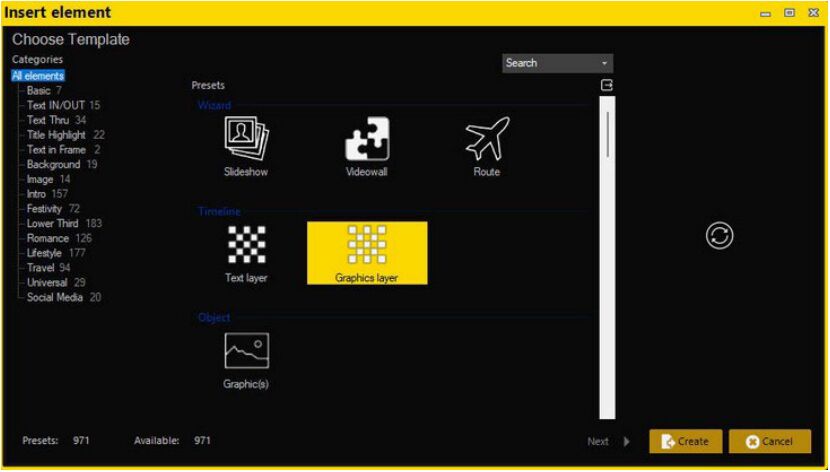 Insert element
Choose Template
Categories
Search
All elements
Presets
Basic 7
Text IN/OUT 15
Wizard
Text Thru 34
Title Highlight 22
Text in Frame 2
Background 19
Slideshow Videowall Route
Image 14
Intro 157
Festivity 72
Timeline
Lower Third 183
Romance 126
Lifestyle 177
Travel 94
Text layer Graphics layer
Universal 29
Social Media 20
Object
Graphic(s)
Presets: 971 Available: 971 Next Create Cancel